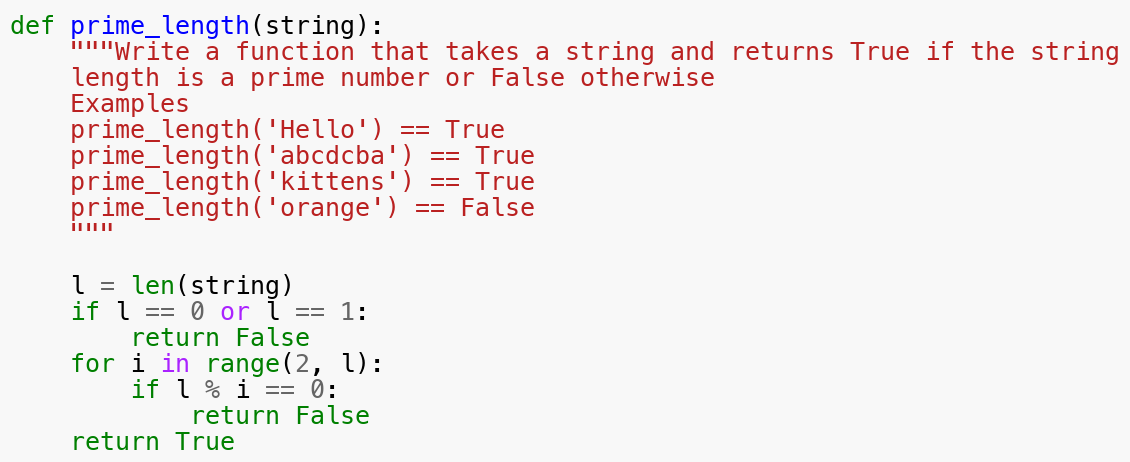 def prime_length(string):
    """Write a function that takes a string and returns True if the string
    length is a prime number or False otherwise
    Examples
    prime_length('Hello') == True
    prime_length('abcdcba') == True
    prime_length('kittens') == True
    prime_length('orange') == False
    """

    l = len(string)
    if l == 0 or l == 1:
        return False
    for i in range(2, l):
        if l % i == 0:
            return False
    return True